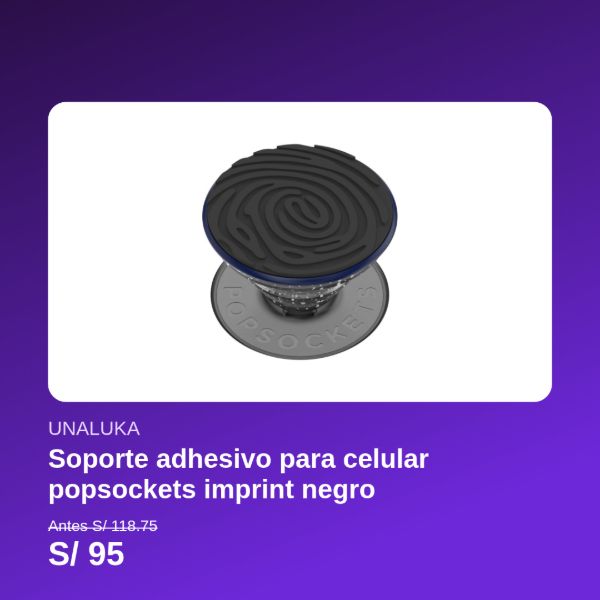 POPSOCKETS
UNALUKA
Soporte adhesivo para celular
popsockets imprint negro
Antes S/ 118.75
S/ 95